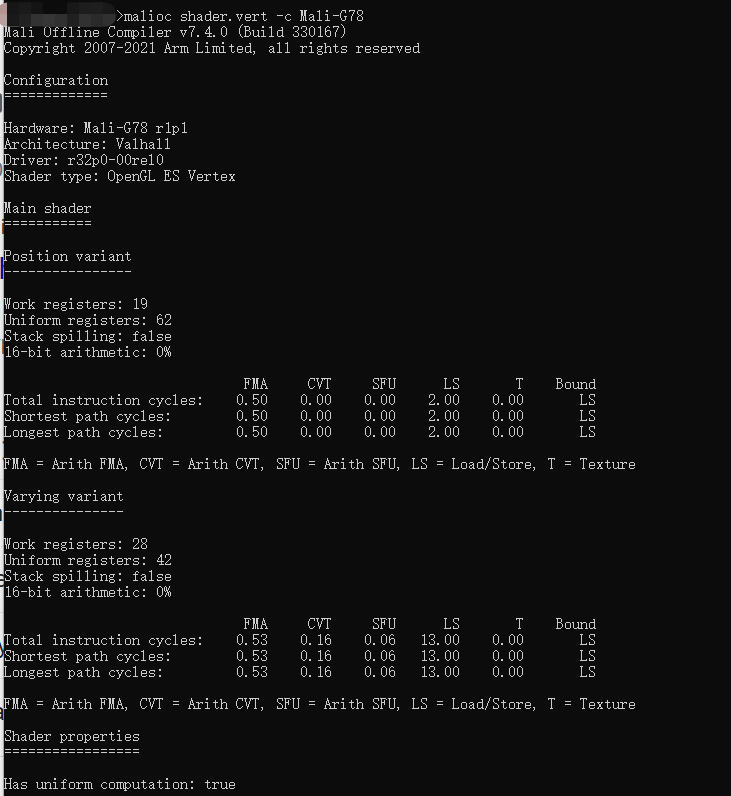 >malioc shader.vert -c Mali-G78
Mali Offline Compiler v7.4.0 (Build 330167)
Copyright 2007-2021 Arm Limited, all rights reserved
Configuration
=============
Hardware: Mali-G78 r1p1
Architecture: Valhall
Driver: r32p0-00rel0
Shader type: OpenGL ES Vertex
Main shader
===========
Position variant
----------------
Work registers: 19
Uniform registers: 62
Stack spilling: false
16-bit arithmetic: 0%
FMA CVT SFU LS T Bound
Total instruction cycles: 0.50 0.00 0.00 2.00 0.00 LS
Shortest path cycles: 0.50 0.00 0.00 2.00 0.00 LS
Longest path cycles: 0.50 0.00 0.00 2.00 0.00 LS
FMA = Arith FMA, CVT = Arith CVT, SFU = Arith SFU, LS = Load/Store, T = Texture
Varying variant
---------------
Work registers: 28
Uniform registers: 42
Stack spilling: false
16-bit arithmetic: 0%
FMA CVT SFU LS T Bound
Total instruction cycles: 0.53 0.16 0.06 13.00 0.00 LS
Shortest path cycles: 0.53 0.16 0.06 13.00 0.00 LS
Longest path cycles: 0.53 0.16 0.06 13.00 0.00 LS
FMA = Arith FMA, CVT = Arith CVT, SFU = Arith SFU, LS = Load/Store, T = Texture
Shader properties
=================
Has uniform computation: true